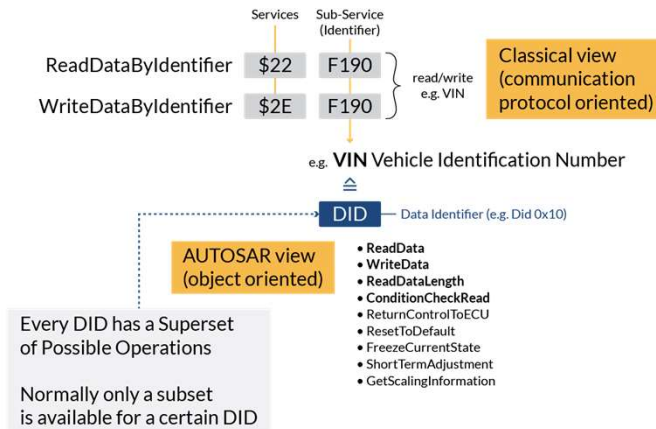 Services
Sub-Service
(Identifier)
ReadDataByIdentifier
$22
F190
WriteDataByIdentifier
$2E
F190
read/write
e.g. VIN
Classical view
(communication
protocol oriented)
e.g. VIN Vehicle Identification Number
≙
DID
Data Identifier (e.g. Did 0x10)
AUTOSAR view
(object oriented)
• ReadData
• WriteData
• ReadDataLength
• ConditionCheckRead
• ReturnControlToECU
• ResetToDefault
• FreezeCurrentState
• ShortTermAdjustment
• GetScalingInformation
Every DID has a Superset
of Possible Operations
Normally only a subset
is available for a certain DID